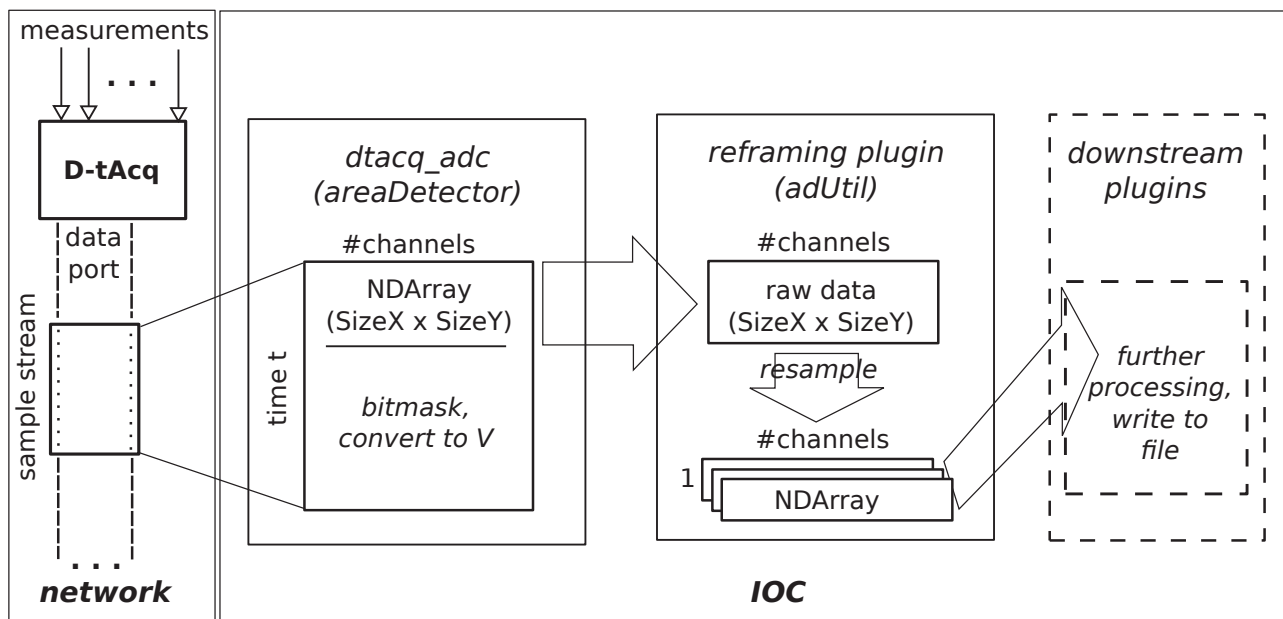 measurements
. . .
D-tAcq
data
port
sample stream
. . .
network
dtacq_adc
(areaDetector)
#channels
NDArray
(SizeX x SizeY)
time t
bitmask,
convert to V
reframing plugin
(adUtil)
#channels
raw data
(SizeX x SizeY)
resample
#channels
1
NDArray
downstream
plugins
further
processing,
write to
file
IOC